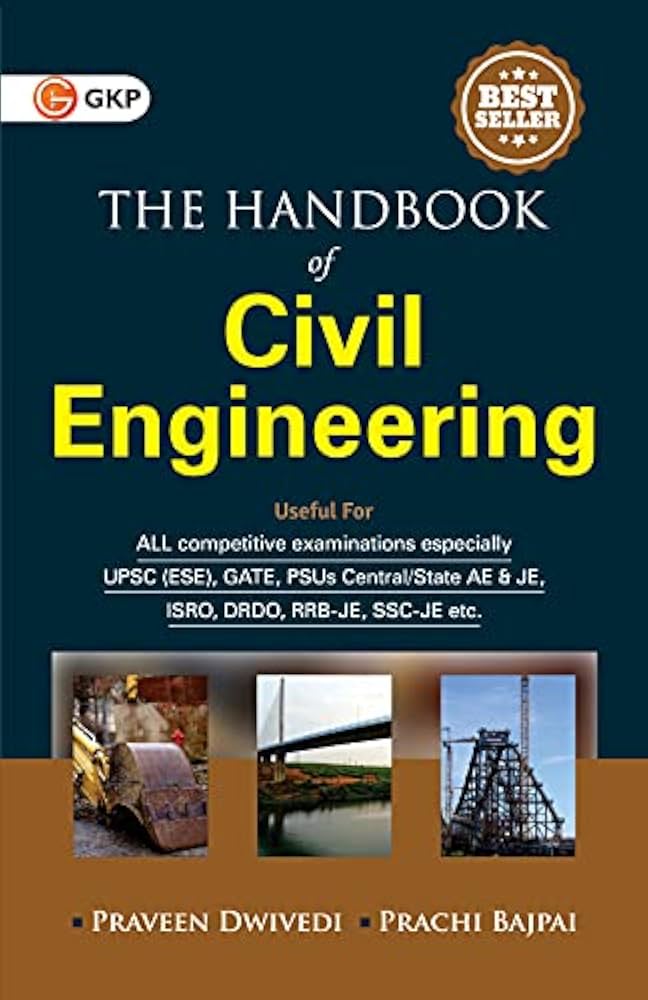 GKP
BEST
SELLER
THE HANDBOOK
of
Civil
Engineering
Useful For
ALL competitive examinations especially
UPSC (ESE), GATE, PSUs Central/State AE & JE,
ISRO, DRDO, RRB-JE, SSC-JE etc.
▪ PRAVEEN DWIVEDI ▪ PRACHI BAJPAI